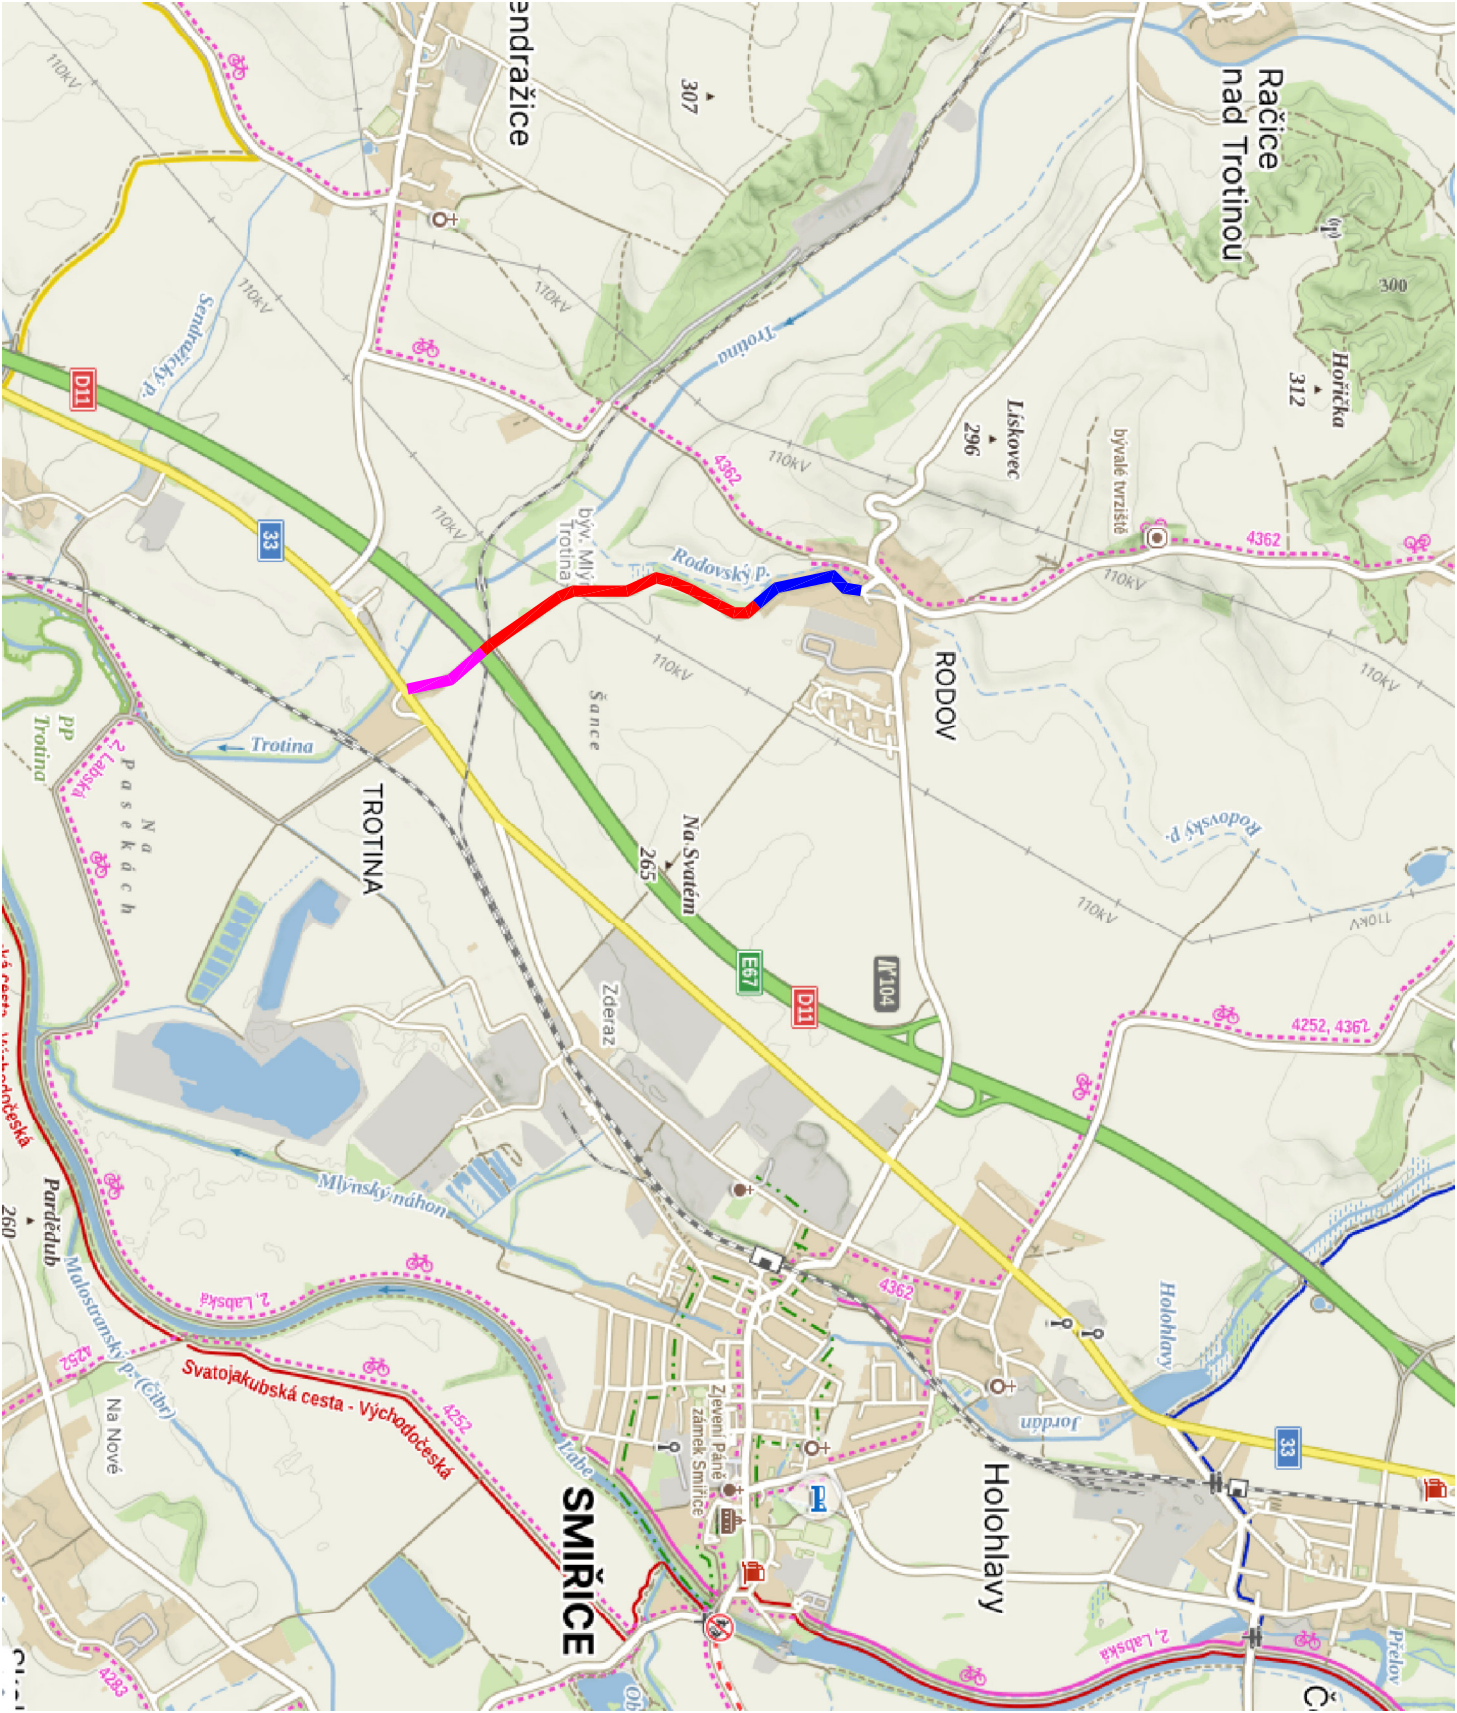 endražice
307
Račice
nad Trotinou
300
Hořička
312
110kV
110kV
110kV
Sendražický p.
D11
33
Trotina
4362
110kV
Lískovec
296
bývalé tvrziště
4362
110kV
110kV
110kV
býv. Mlýn
Trotina
Rodovský p.
RODOV
110kV
Šance
Na Svatém
265
Rodovský p.
110kV
110kV
PP
Trotina
2, Labská
Trotina
Na
Pasekách
TROTINA
Zderaz
E67
D11
104
4252, 4362
Mlýnský náhon
Pardědub
260
Malostranský p. (Čibr)
2, Labská
4252
Svatojakubská cesta - Východočeská
4252
Na Nové
4362
Holohlavy
Jordán
33
Zjevení Páně
zámek Smiřice
Labe
SMIŘICE
Holohlavy
2, Labská
Přelov
4283